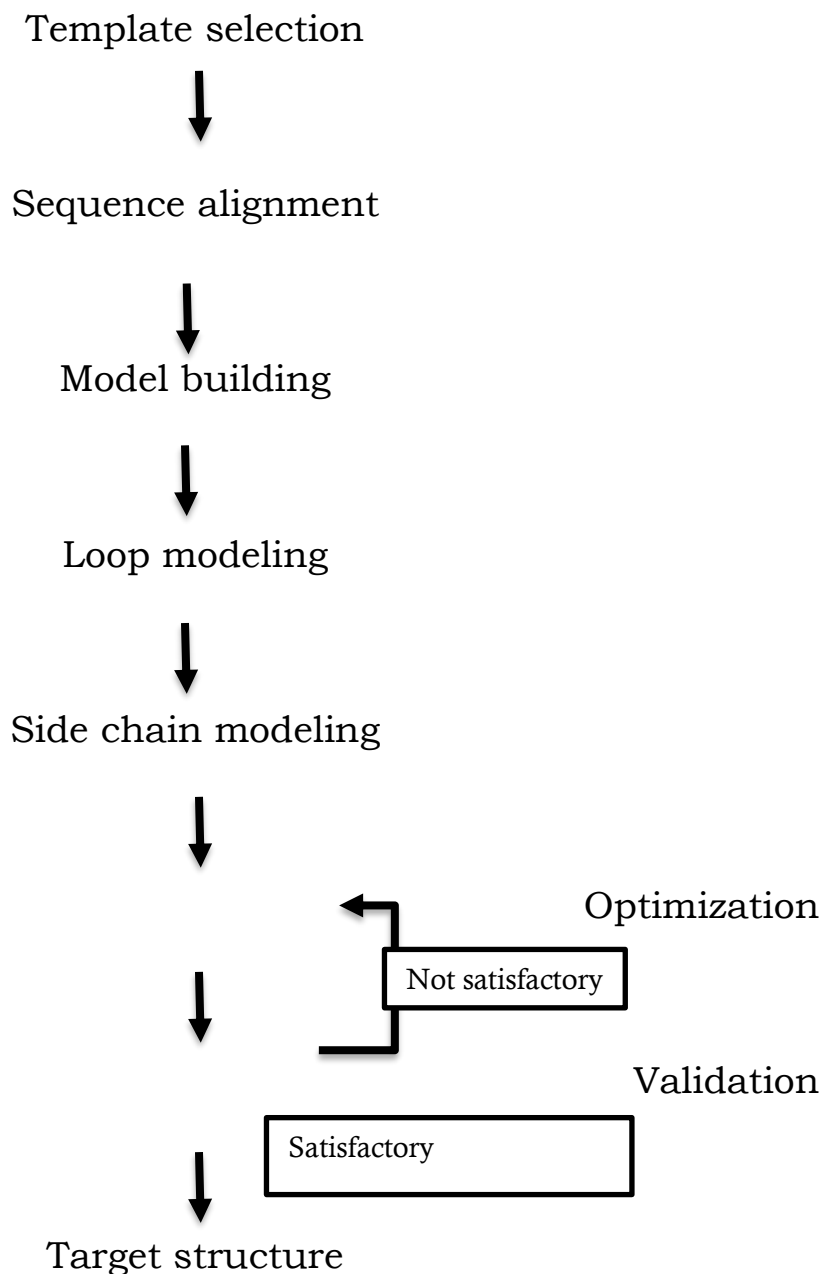 Template selection
Sequence alignment
Model building
Loop modeling
Side chain modeling
Optimization
Not satisfactory
Validation
Satisfactory
Target structure